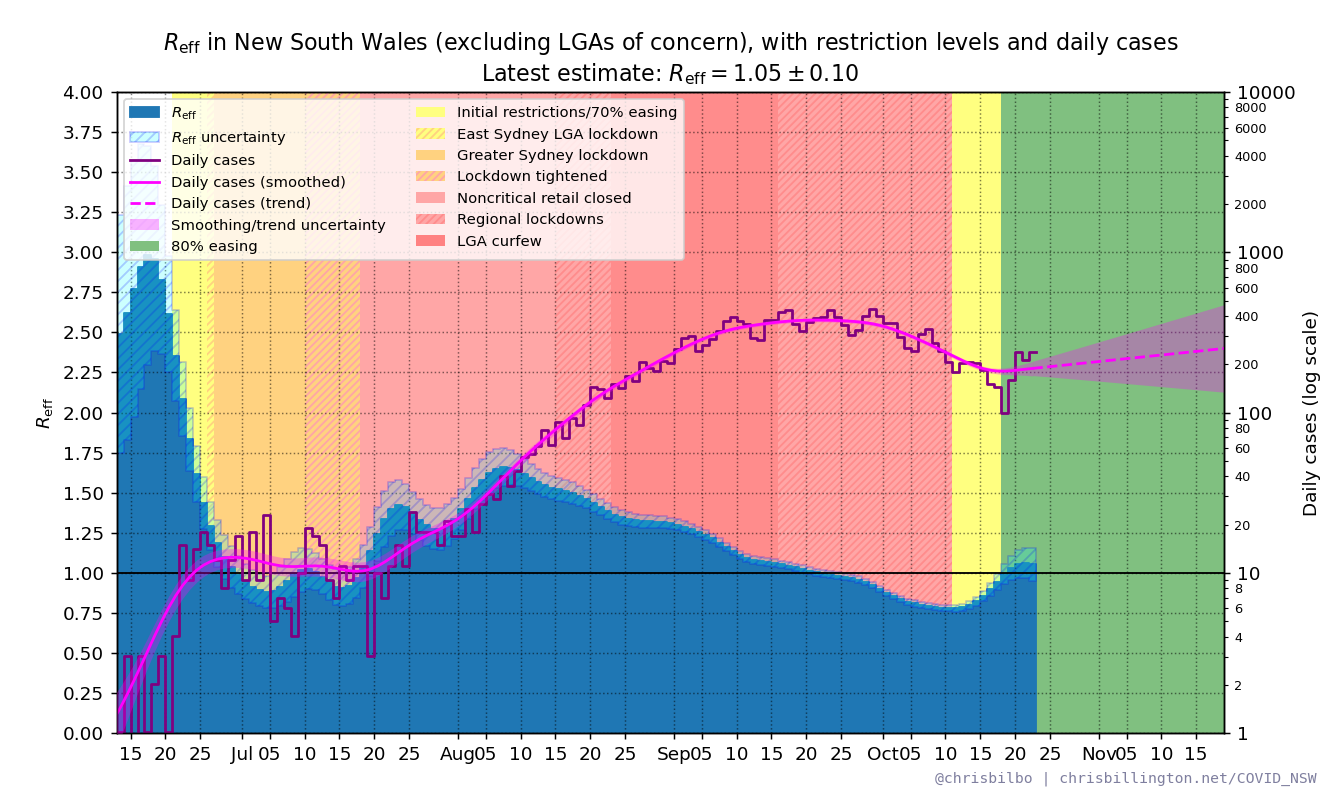 Reff in New South Wales (excluding LGAs of concern), with restriction levels and daily cases
Latest estimate: Reff = 1.05 ± 0.10
Reff
Reff uncertainty
Daily cases
Daily cases (smoothed)
Daily cases (trend)
Smoothing/trend uncertainty
80% easing
Initial restrictions/70% easing
East Sydney LGA lockdown
Greater Sydney lockdown
Lockdown tightened
Noncritical retail closed
Regional lockdowns
LGA curfew
Reff
4.00
3.75
3.50
3.25
3.00
2.75
2.50
2.25
2.00
1.75
1.50
1.25
1.00
0.75
0.50
0.25
0.00
10000
8000
6000
4000
2000
1000
800
600
400
200
100
80
60
40
20
10
8
6
4
2
1
Daily cases (log scale)
15 20 25 Jul 05 10 15 20 25 Aug 05 10 15 20 25 Sep 05 10 15 20 25 Oct 05 10 15 20 25 Nov 05 10 15
@chrisbilbo | chrisbillington.net/COVID_NSW